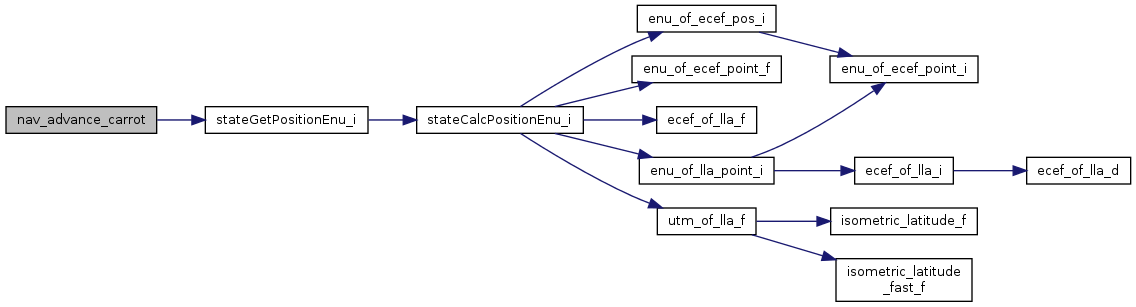 nav_advance_carrot
stateGetPositionEnu_i
stateCalcPositionEnu_i
enu_of_ecef_pos_i
enu_of_ecef_point_f
ecef_of_lla_f
enu_of_lla_point_i
utm_of_lla_f
enu_of_ecef_point_i
ecef_of_lla_i
isometric_latitude_f
isometric_latitude
_fast_f
ecef_of_lla_d